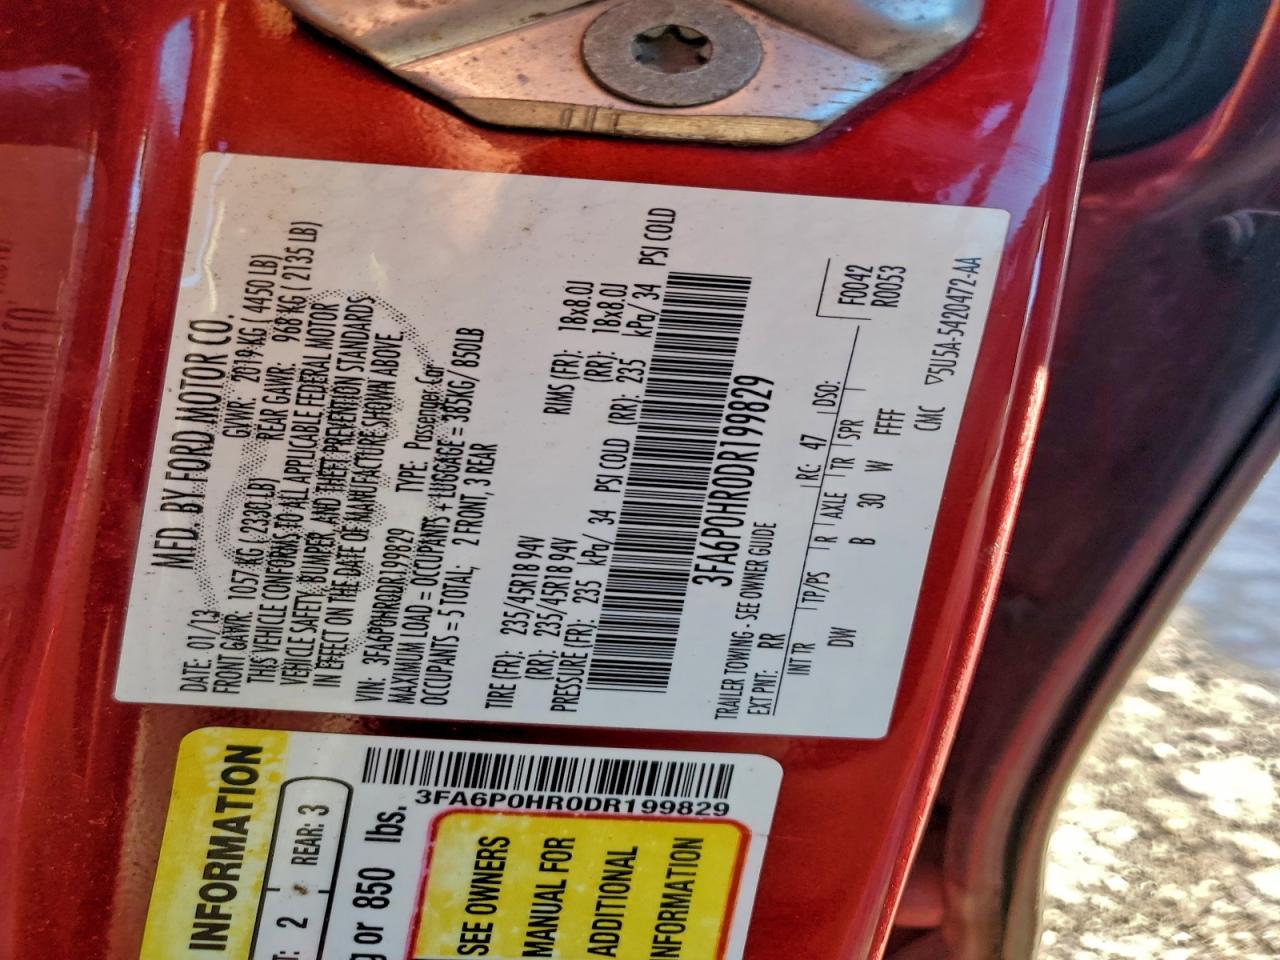 MFD. BY FORD MOTOR CO.
DATE: 01/13 GVWR: 2019 KG ( 4450 LB)
FRONT GAWR: 1057 KG ( 2330 LB) REAR GAWR: 968 KG ( 2135 LB)
THIS VEHICLE CONFORMS TO ALL APPLICABLE FEDERAL MOTOR
VEHICLE SAFETY, BUMPER, AND THEFT PREVENTION STANDARDS
IN EFFECT ON THE DATE OF MANUFACTURE SHOWN ABOVE.
VIN: 3FA6P0HR0DR199829 TYPE: Passenger Car
MAXIMUM LOAD = OCCUPANTS + LUGGAGE = 385KG/ 850LB
OCCUPANTS = 5 TOTAL; 2 FRONT, 3 REAR
TIRE (FR): 235/45R18 94V RIMS (FR): 18x8.0J
(RR): 235/45R18 94V (RR): 18x8.0J
PRESSURE (FR): 235 kPa/ 34 PSI COLD (RR): 235 kPa/ 34 PSI COLD
3FA6P0HR0DR199829
TRAILER TOWING - SEE OWNER GUIDE
EXT PNT: RR RC: 47 DSO: F0042
R0053
INT TR TP/PS R AXLE TR SPR
DW B 30 W FFF
CMC ▽5U5A-5420472-AA
INFORMATION
2 REAR: 3
or 850 lbs.
3FA6P0HR0DR199829
SEE OWNERS
MANUAL FOR
ADDITIONAL
INFORMATION